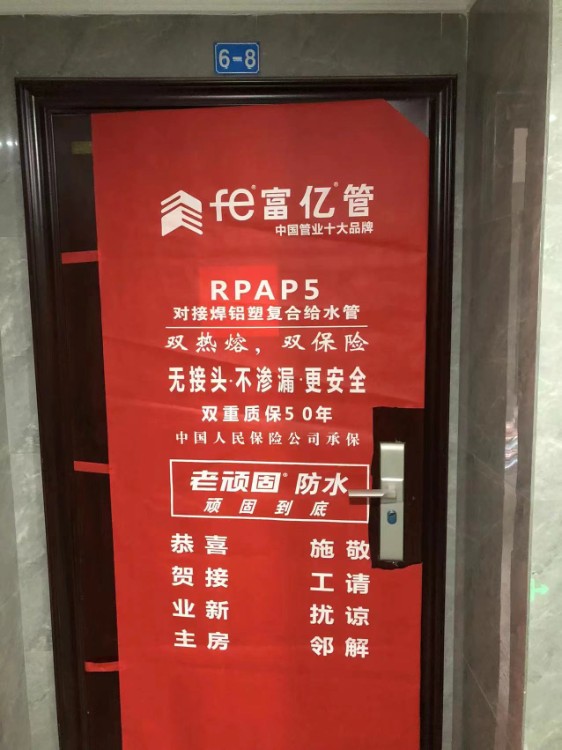 6-8
fe®富亿®管
中国管业十大品牌
RPAP5
对接焊铝塑复合给水管
双热熔，双保险
无接头·不渗漏·更安全
双重质保50年
中国人民保险公司承保
老顽固®防水
顽固到底
恭喜
贺接
业新
主房
施敬
工请
扰谅
邻解